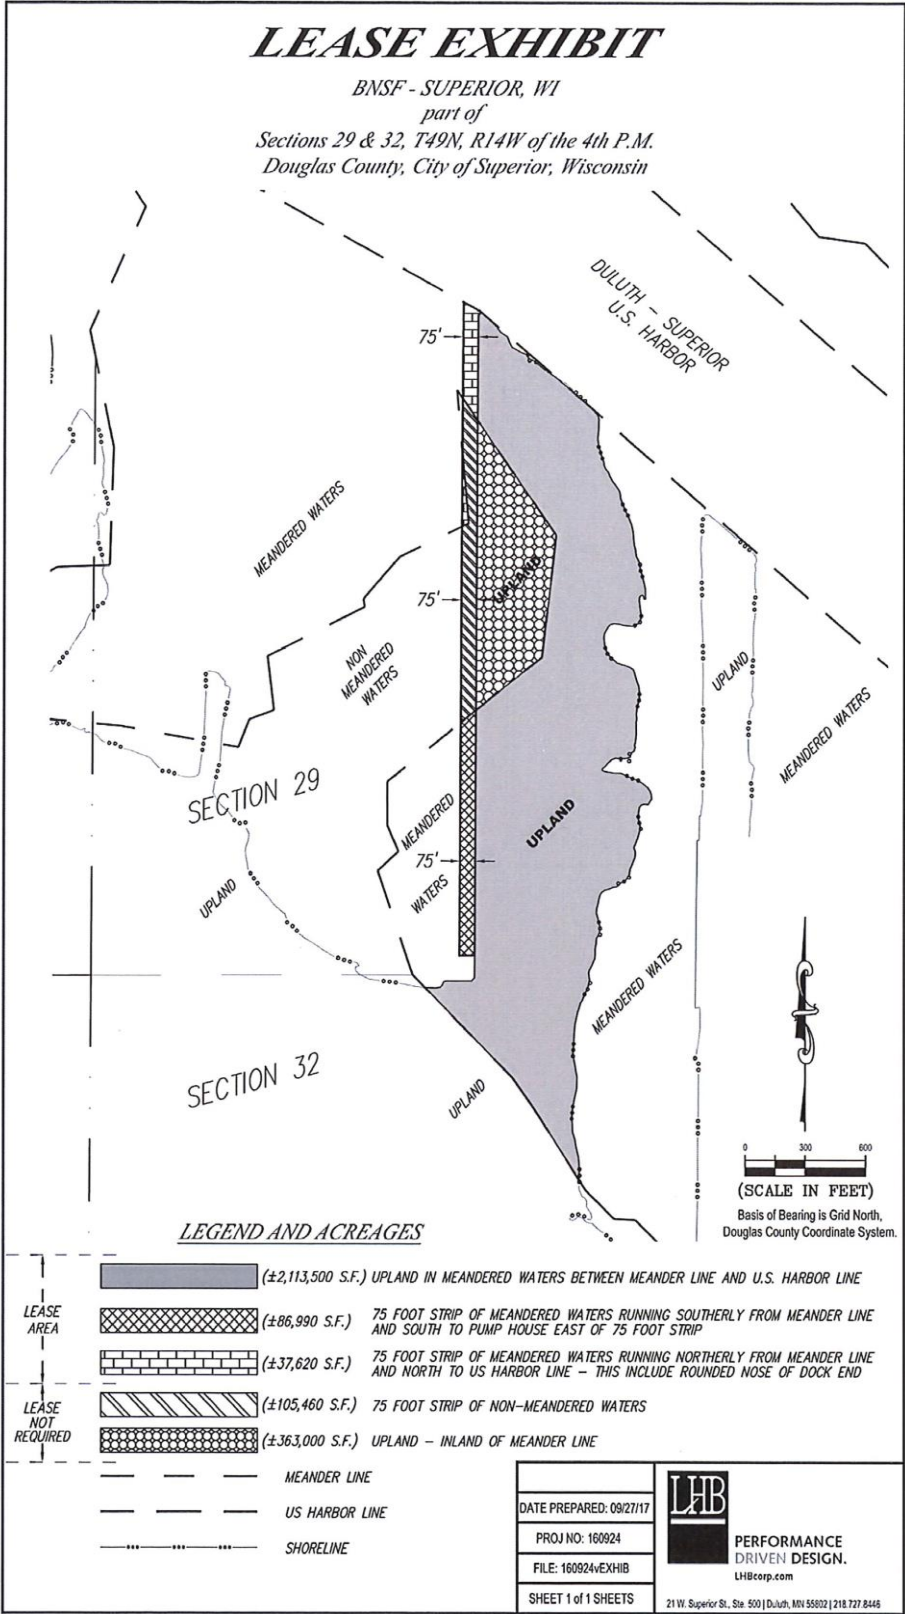 LEASE EXHIBIT
BNSF - SUPERIOR, WI
part of
Sections 29 & 32, T49N, R14W of the 4th P.M.
Douglas County, City of Superior, Wisconsin
DULUTH - SUPERIOR
U.S. HARBOR
75'
MEANDERED WATERS
UPLAND
75'
NON
MEANDERED
WATERS
UPLAND
MEANDERED WATERS
SECTION 29
MEANDERED
WATERS
UPLAND
75'
UPLAND
MEANDERED WATERS
SECTION 32
UPLAND
0 300 600
(SCALE IN FEET)
Basis of Bearing is Grid North,
Douglas County Coordinate System.
LEGEND AND ACREAGES
LEASE
AREA
(±2,113,500 S.F.) UPLAND IN MEANDERED WATERS BETWEEN MEANDER LINE AND U.S. HARBOR LINE
(±86,990 S.F.) 75 FOOT STRIP OF MEANDERED WATERS RUNNING SOUTHERLY FROM MEANDER LINE
AND SOUTH TO PUMP HOUSE EAST OF 75 FOOT STRIP
(±37,620 S.F.) 75 FOOT STRIP OF MEANDERED WATERS RUNNING NORTHERLY FROM MEANDER LINE
AND NORTH TO US HARBOR LINE - THIS INCLUDE ROUNDED NOSE OF DOCK END
LEASE
NOT
REQUIRED
(±105,460 S.F.) 75 FOOT STRIP OF NON-MEANDERED WATERS
(±363,000 S.F.) UPLAND - INLAND OF MEANDER LINE
MEANDER LINE
US HARBOR LINE
SHORELINE
DATE PREPARED: 09/27/17
PROJ NO: 160924
FILE: 160924vEXHIB
SHEET 1 of 1 SHEETS
LHB
PERFORMANCE
DRIVEN DESIGN.
LHBcorp.com
21 W. Superior St., Ste. 500 | Duluth, MN 55802 | 218.727.8446